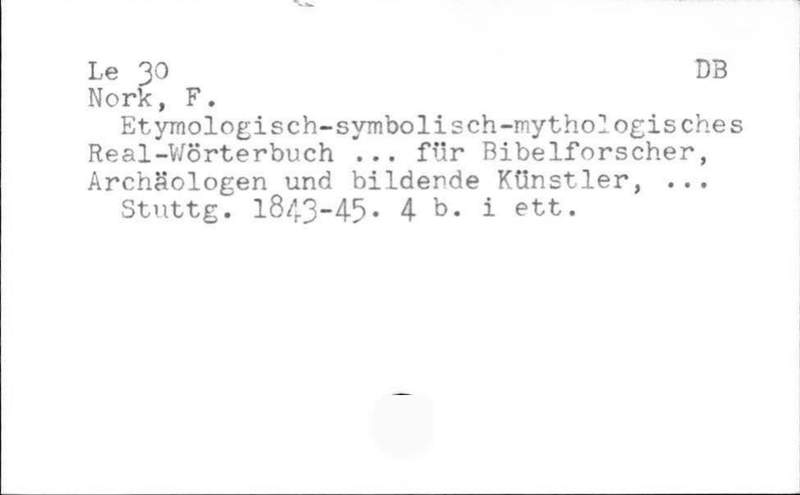 Le 30 DB
Nork, F.
Etymologisch-symbolisch-mythologisches
Real-Wörterbuch ... für Bibelforscher,
Archäologen und bildende Künstler, ...
Stuttg. 1843-45. 4 b. i ett.